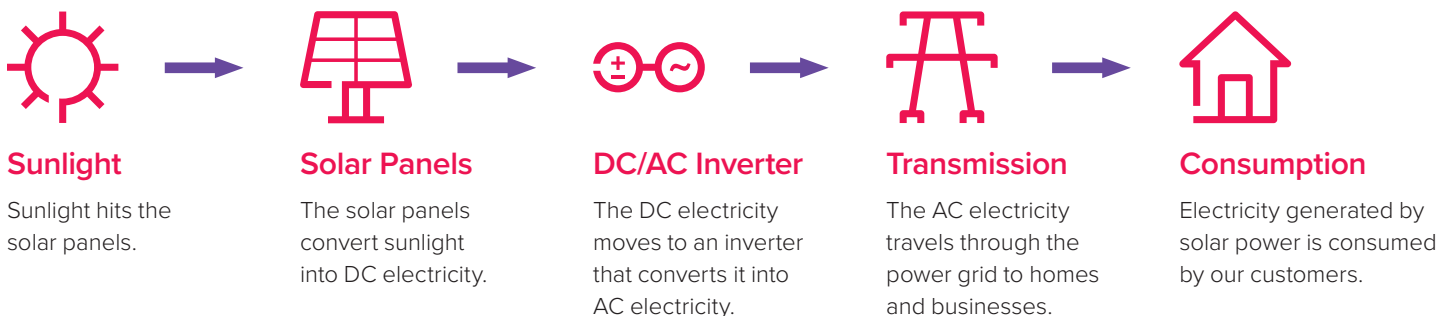 Sunlight
Sunlight hits the
solar panels.
Solar Panels
The solar panels
convert sunlight
into DC electricity.
DC/AC Inverter
The DC electricity
moves to an inverter
that converts it into
AC electricity.
Transmission
The AC electricity
travels through the
power grid to homes
and businesses.
Consumption
Electricity generated by
solar power is consumed
by our customers.